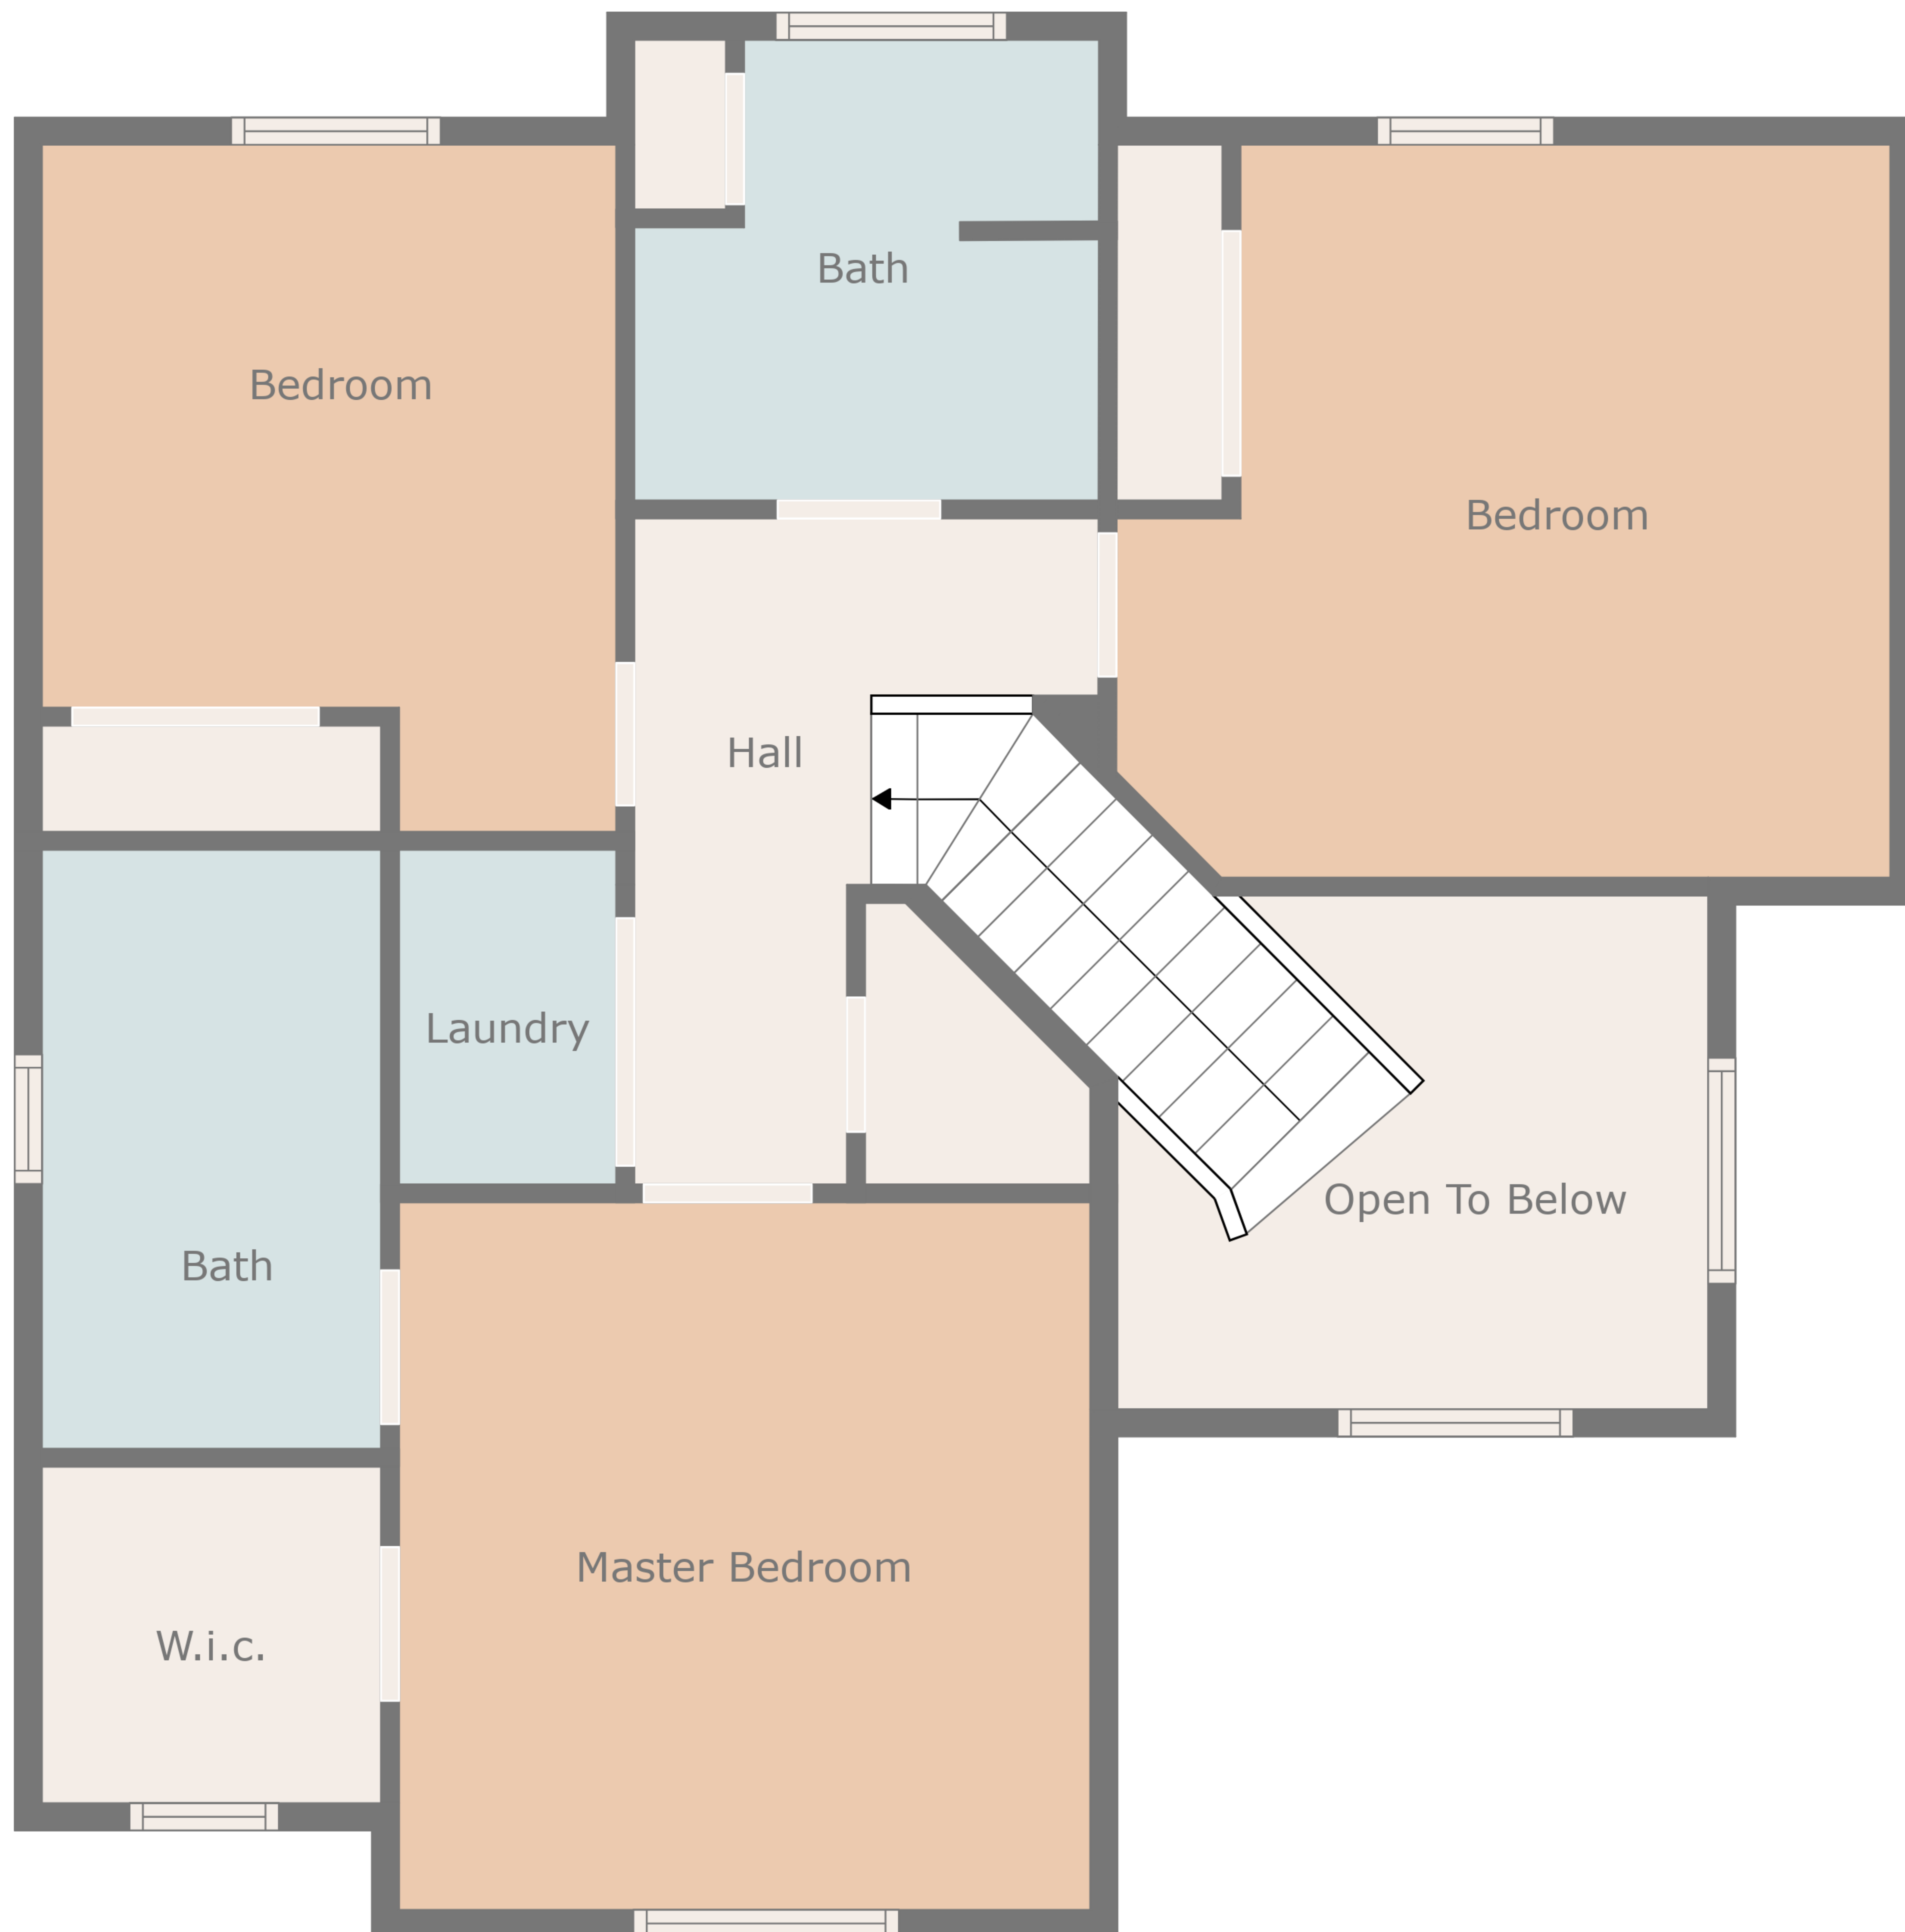 Bath
Bedroom
Bedroom
Hall
Laundry
Open To Below
Bath
Master Bedroom
W.i.c.